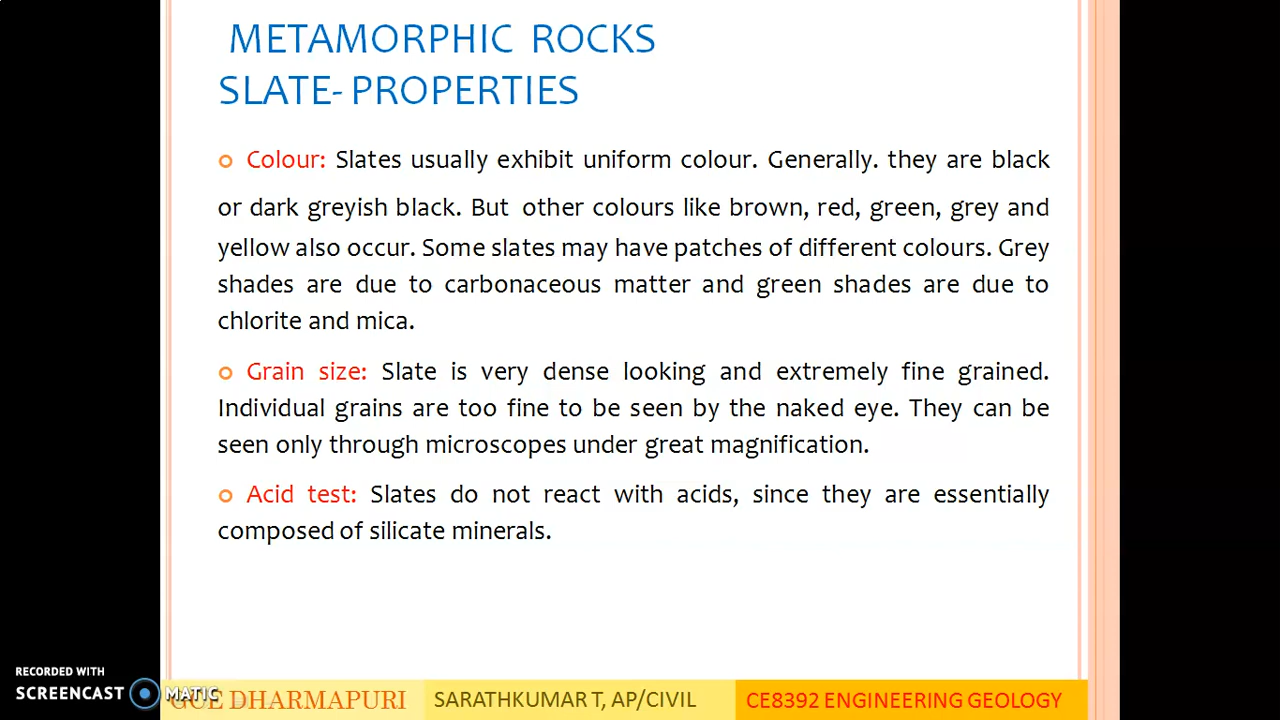 METAMORPHIC ROCKS
SLATE- PROPERTIES
Colour: Slates usually exhibit uniform colour. Generally. they are black
or dark greyish black. But other colours like brown, red, green, grey and
yellow also occur. Some slates may have patches of different colours. Grey
shades are due to carbonaceous matter and green shades are due to
chlorite and mica.
Grain size: Slate is very dense looking and extremely fine grained.
Individual grains are too fine to be seen by the naked eye. They can be
seen only through microscopes under great magnification.
Acid test: Slates do not react with acids, since they are essentially
composed of silicate minerals.
RECORDED WITH
SCREENCAST MATIC
GCE DHARMAPURI
SARATHKUMAR T, AP/CIVIL
CE8392 ENGINEERING GEOLOGY